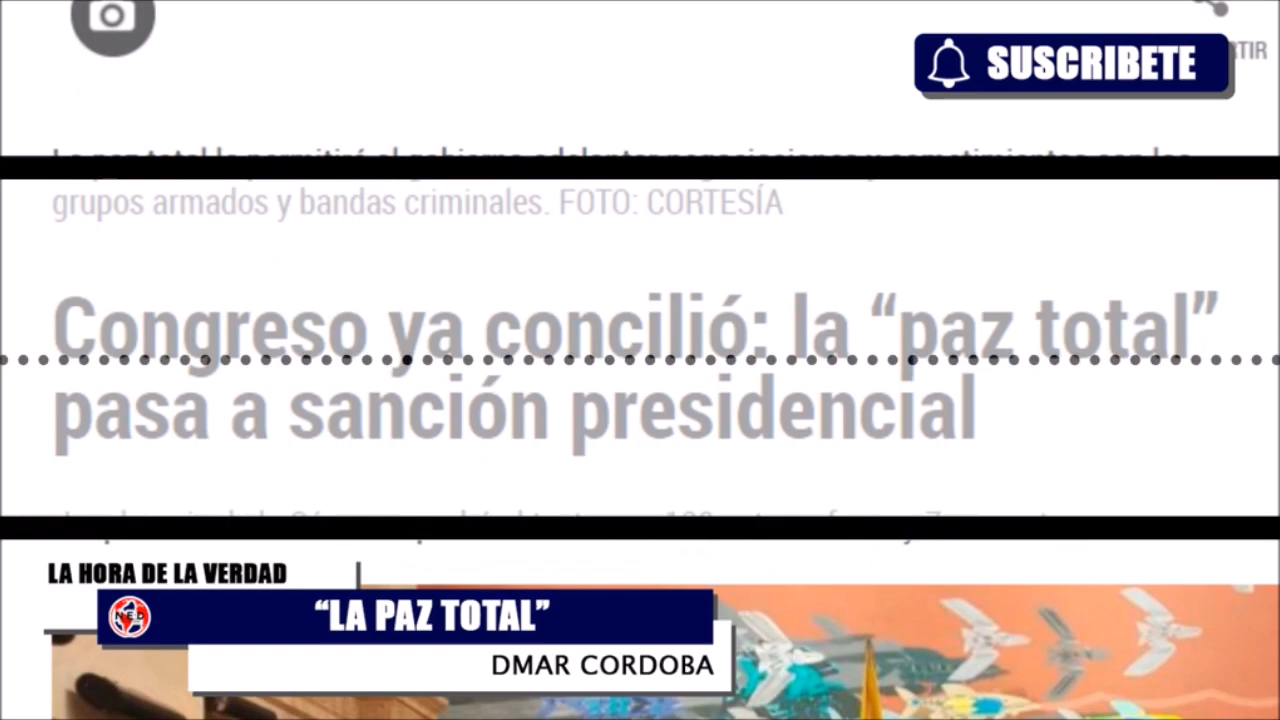 SUSCRIBETE
grupos armados y bandas criminales. FOTO: CORTESÍA
Congreso ya concilió: la “paz total”
pasa a sanción presidencial
LA HORA DE LA VERDAD
“LA PAZ TOTAL”
DMAR CORDOBA